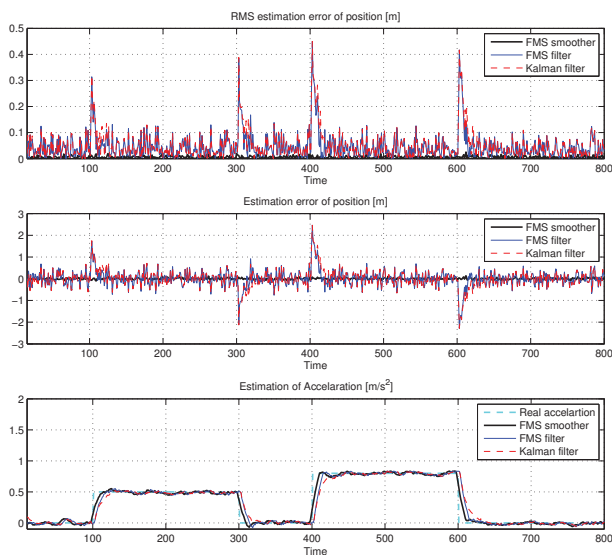 RMS estimation error of position [m]
0.5
0.4
0.3
0.2
0.1
0
FMS smoother
FMS filter
Kalman filter
100 200 300 400 500 600 700 800
Time
Estimation error of position [m]
3
2
1
0
−1
−2
−3
FMS smoother
FMS filter
Kalman filter
100 200 300 400 500 600 700 800
Time
Estimation of Accelaration [m/s²]
2
1.5
1
0.5
0
Real accelartion
FMS smoother
FMS filter
Kalman filter
100 200 300 400 500 600 700 800
Time